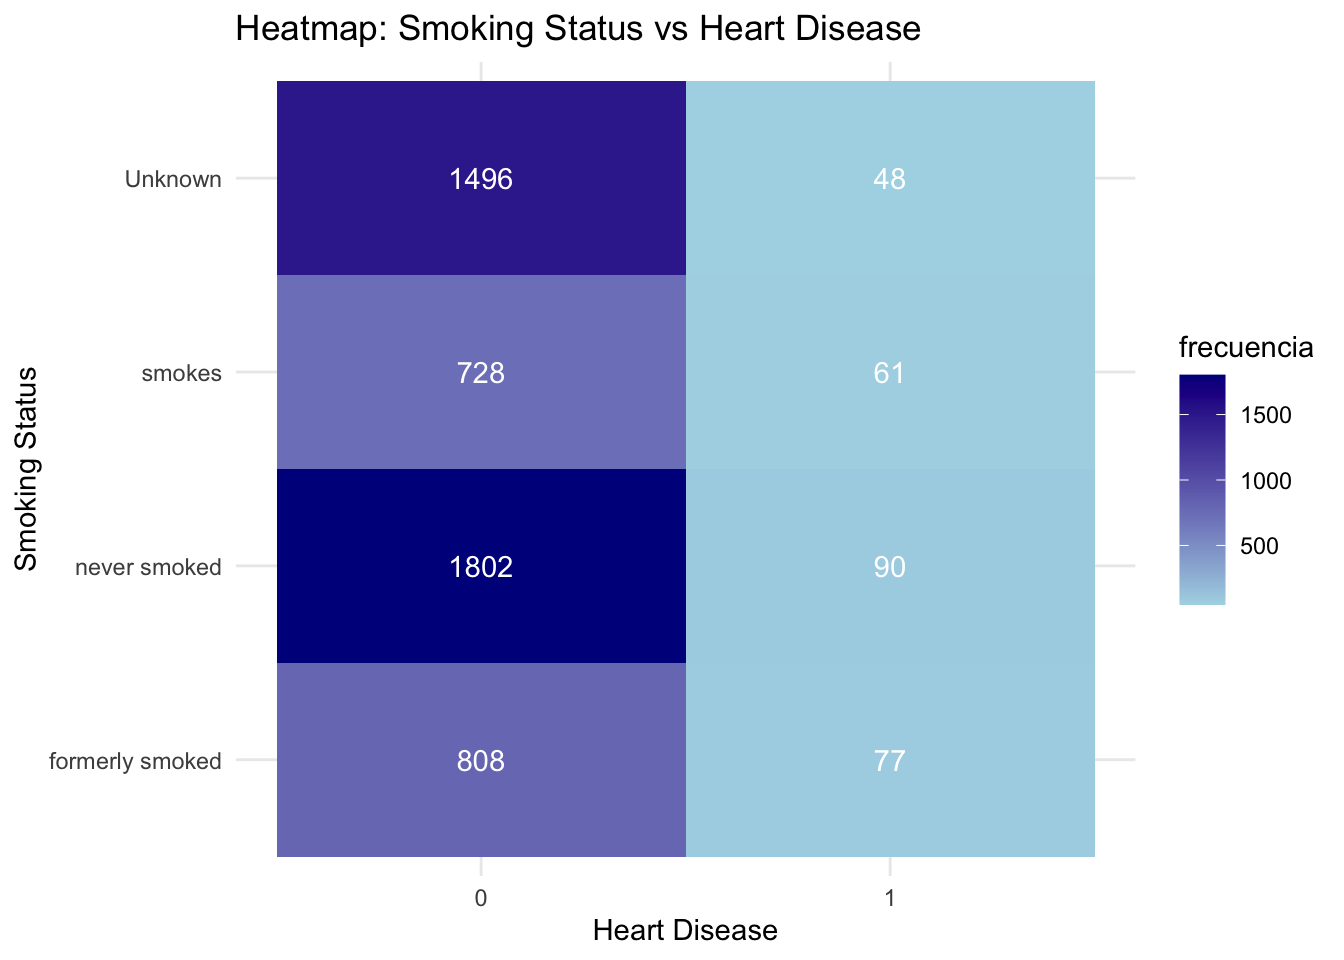 Heatmap: Smoking Status vs Heart Disease
Unknown
1496
48
smokes
728
61
never smoked
1802
90
formerly smoked
808
77
0
1
Heart Disease
Smoking Status
frecuencia
1500
1000
500